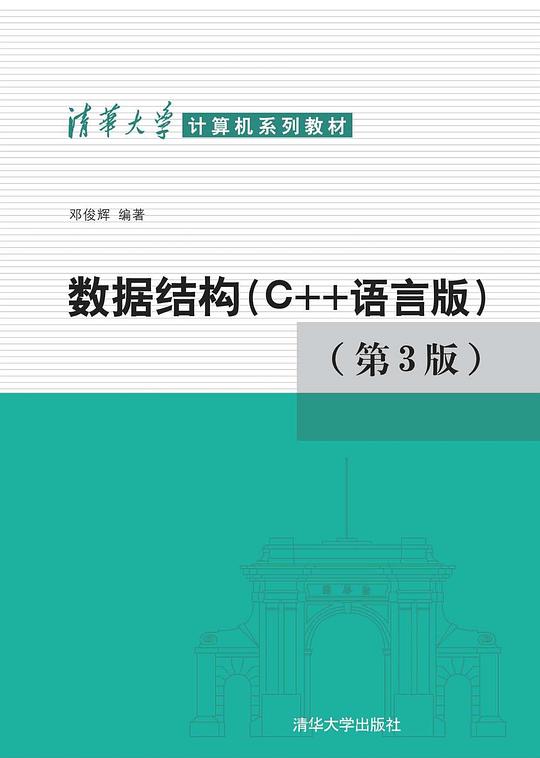 清華大学 计算机系列教材
邓俊辉 编著
数据结构(C++语言版)
(第3版)
清华大学出版社